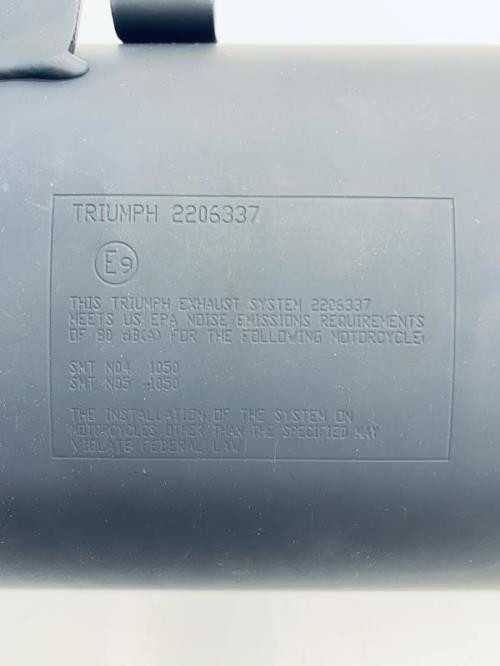 TRIUMPH 2206337
E9
THIS TRIUMPH EXHAUST SYSTEM 2206337
MEETS US EPA NOISE EMISSIONS REQUIREMENTS
OF 80 dB(A) FOR THE FOLLOWING MOTORCYCLE:
SMT NO4 1050
SMT NO5 1050
THE INSTALLATION OF THE SYSTEM ON
MOTORCYCLES OTHER THAN THE SPECIFIED MAY
VIOLATE FEDERAL LAW